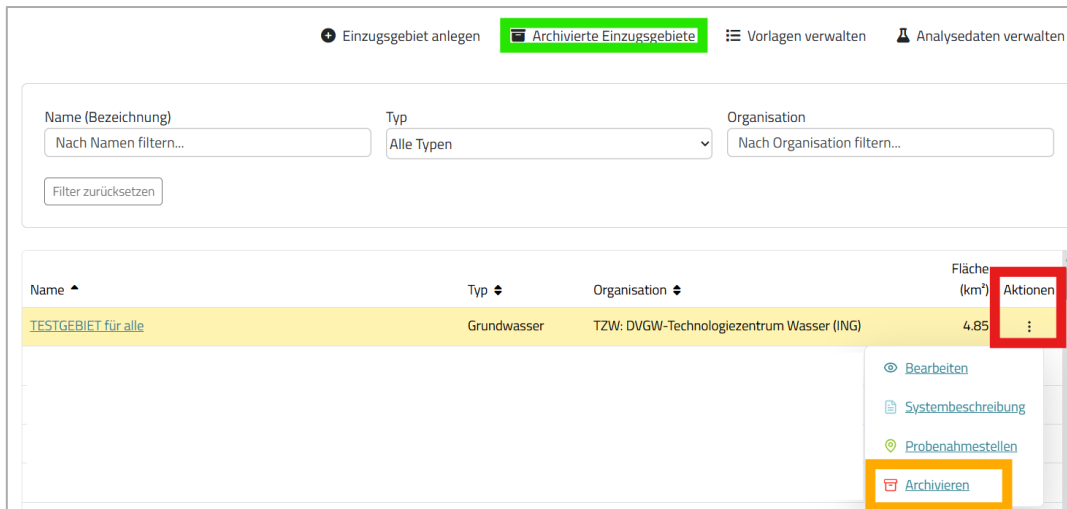 Einzugsgebiet anlegen Archivierte Einzugsgebiete Vorlagen verwalten Analysedaten verwalten
Name (Bezeichnung) Typ Organisation
Nach Namen filtern... Alle Typen Nach Organisation filtern...
Filter zurücksetzen
Fläche
Name Typ Organisation (km²) Aktionen
TESTGEBIET für alle Grundwasser TZW: DVGW-Technologiezentrum Wasser (ING) 4.85
Bearbeiten
Systembeschreibung
Probenahmestellen
Archivieren